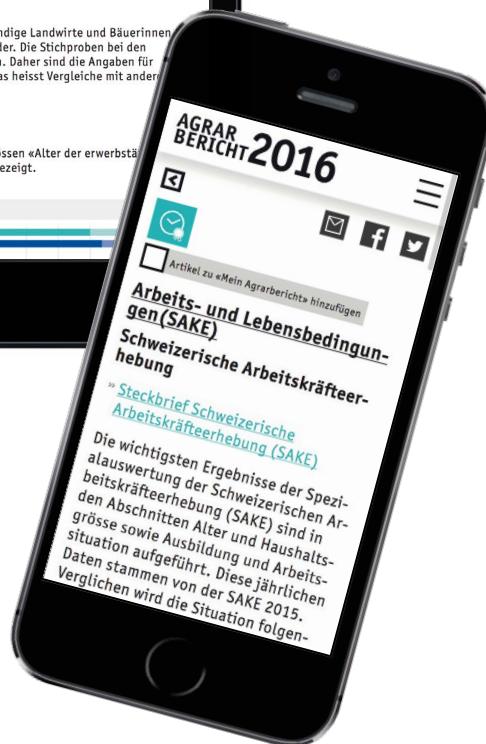 ndige Landwirte und Bäuerinnen
der. Die Stichproben bei den
n. Daher sind die Angaben für
as heisst Vergleiche mit ander
össen «Alter der erwerbstä
ezeigt.
AGRAR
BERICHT 2016
Artikel zu «Mein Agrarbericht» hinzufügen
Arbeits- und Lebensbedingun-
gen(SAKE)
Schweizerische Arbeitskräfteer-
hebung
» Steckbrief Schweizerische
Arbeitskräfteerhebung (SAKE)
Die wichtigsten Ergebnisse der Spezi-
alauswertung der Schweizerischen Ar-
beitskräfteerhebung (SAKE) sind in
den Abschnitten Alter und Haushalts-
grösse sowie Ausbildung und Arbeits-
situation aufgeführt. Diese jährlichen
Daten stammen von der SAKE 2015.
Verglichen wird die Situation folgen-